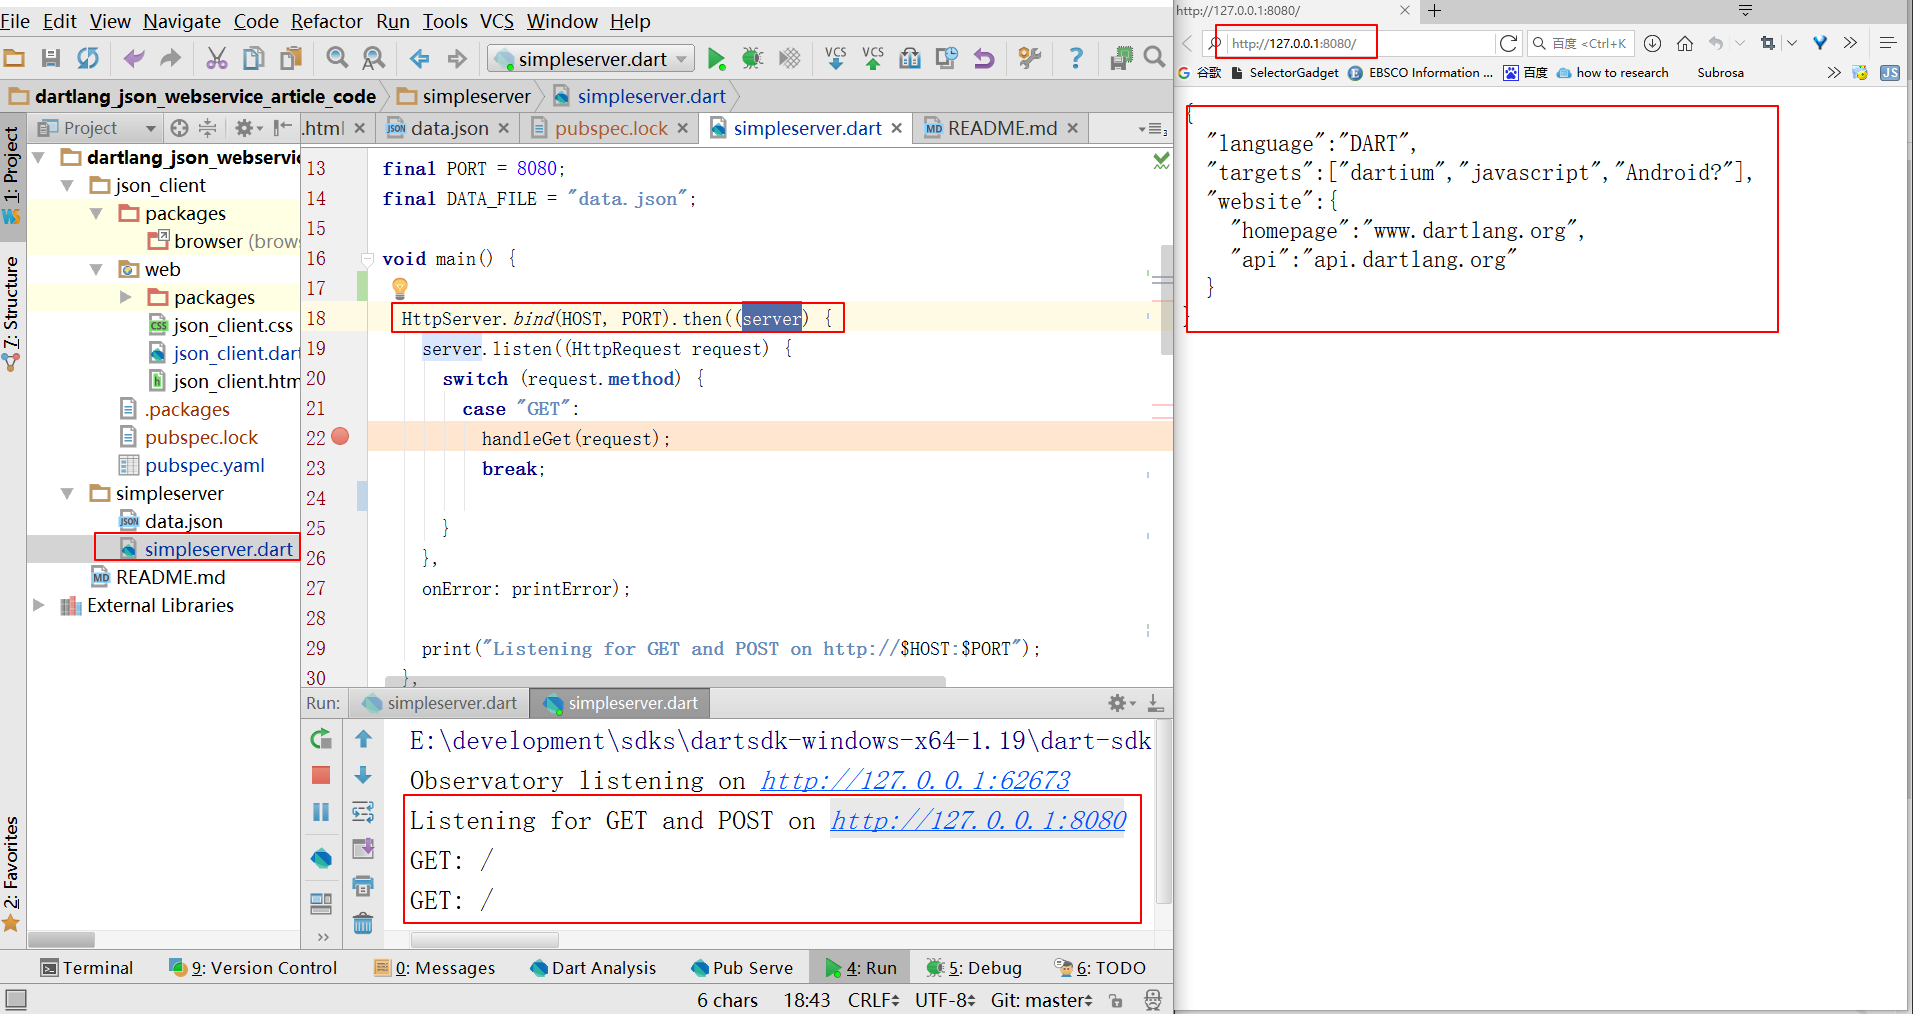 File Edit View Navigate Code Refactor Run Tools VCS Window Help
simpleserver.dart
VCS VCS ?
dartlang_json_webservice_article_code simpleserver simpleserver.dart
1: Project
7: Structure
2: Favorites
Project
.html data.json pubspec.lock simpleserver.dart README.md
3
dartlang_json_webservic
json_client
packages
browser (brow
web
packages
json_client.css
json_client.dart
json_client.htm
.packages
pubspec.lock
pubspec.yaml
simpleserver
data.json
simpleserver.dart
README.md
External Libraries
13 final PORT = 8080;
14 final DATA_FILE = "data.json";
15
16 void main() {
17
18 HttpServer.bind(HOST, PORT).then((server) {
19 server.listen((HttpRequest request) {
20 switch (request.method) {
21 case "GET":
22 handleGet(request);
23 break;
24
25 }
26 },
27 onError: printError);
28
29 print("Listening for GET and POST on http://$HOST:$PORT");
30 },
Run: simpleserver.dart simpleserver.dart
E:\development\sdks\dartsdk-windows-x64-1.19\dart-sdk
Observatory listening on http://127.0.0.1:62673
Listening for GET and POST on http://127.0.0.1:8080
GET: /
GET: /
Terminal 9: Version Control 0: Messages Dart Analysis Pub Serve 4: Run 5: Debug 6: TODO
6 chars 18:43 CRLF UTF-8 Git: master
http://127.0.0.1:8080/
http://127.0.0.1:8080/ 百度 <Ctrl+K
谷歌 SelectorGadget EBSCO Information ... 百度 how to research Subrosa JS
{
"language":"DART",
"targets":["dartium","javascript","Android?"],
"website":{
"homepage":"www.dartlang.org",
"api":"api.dartlang.org"
}
}